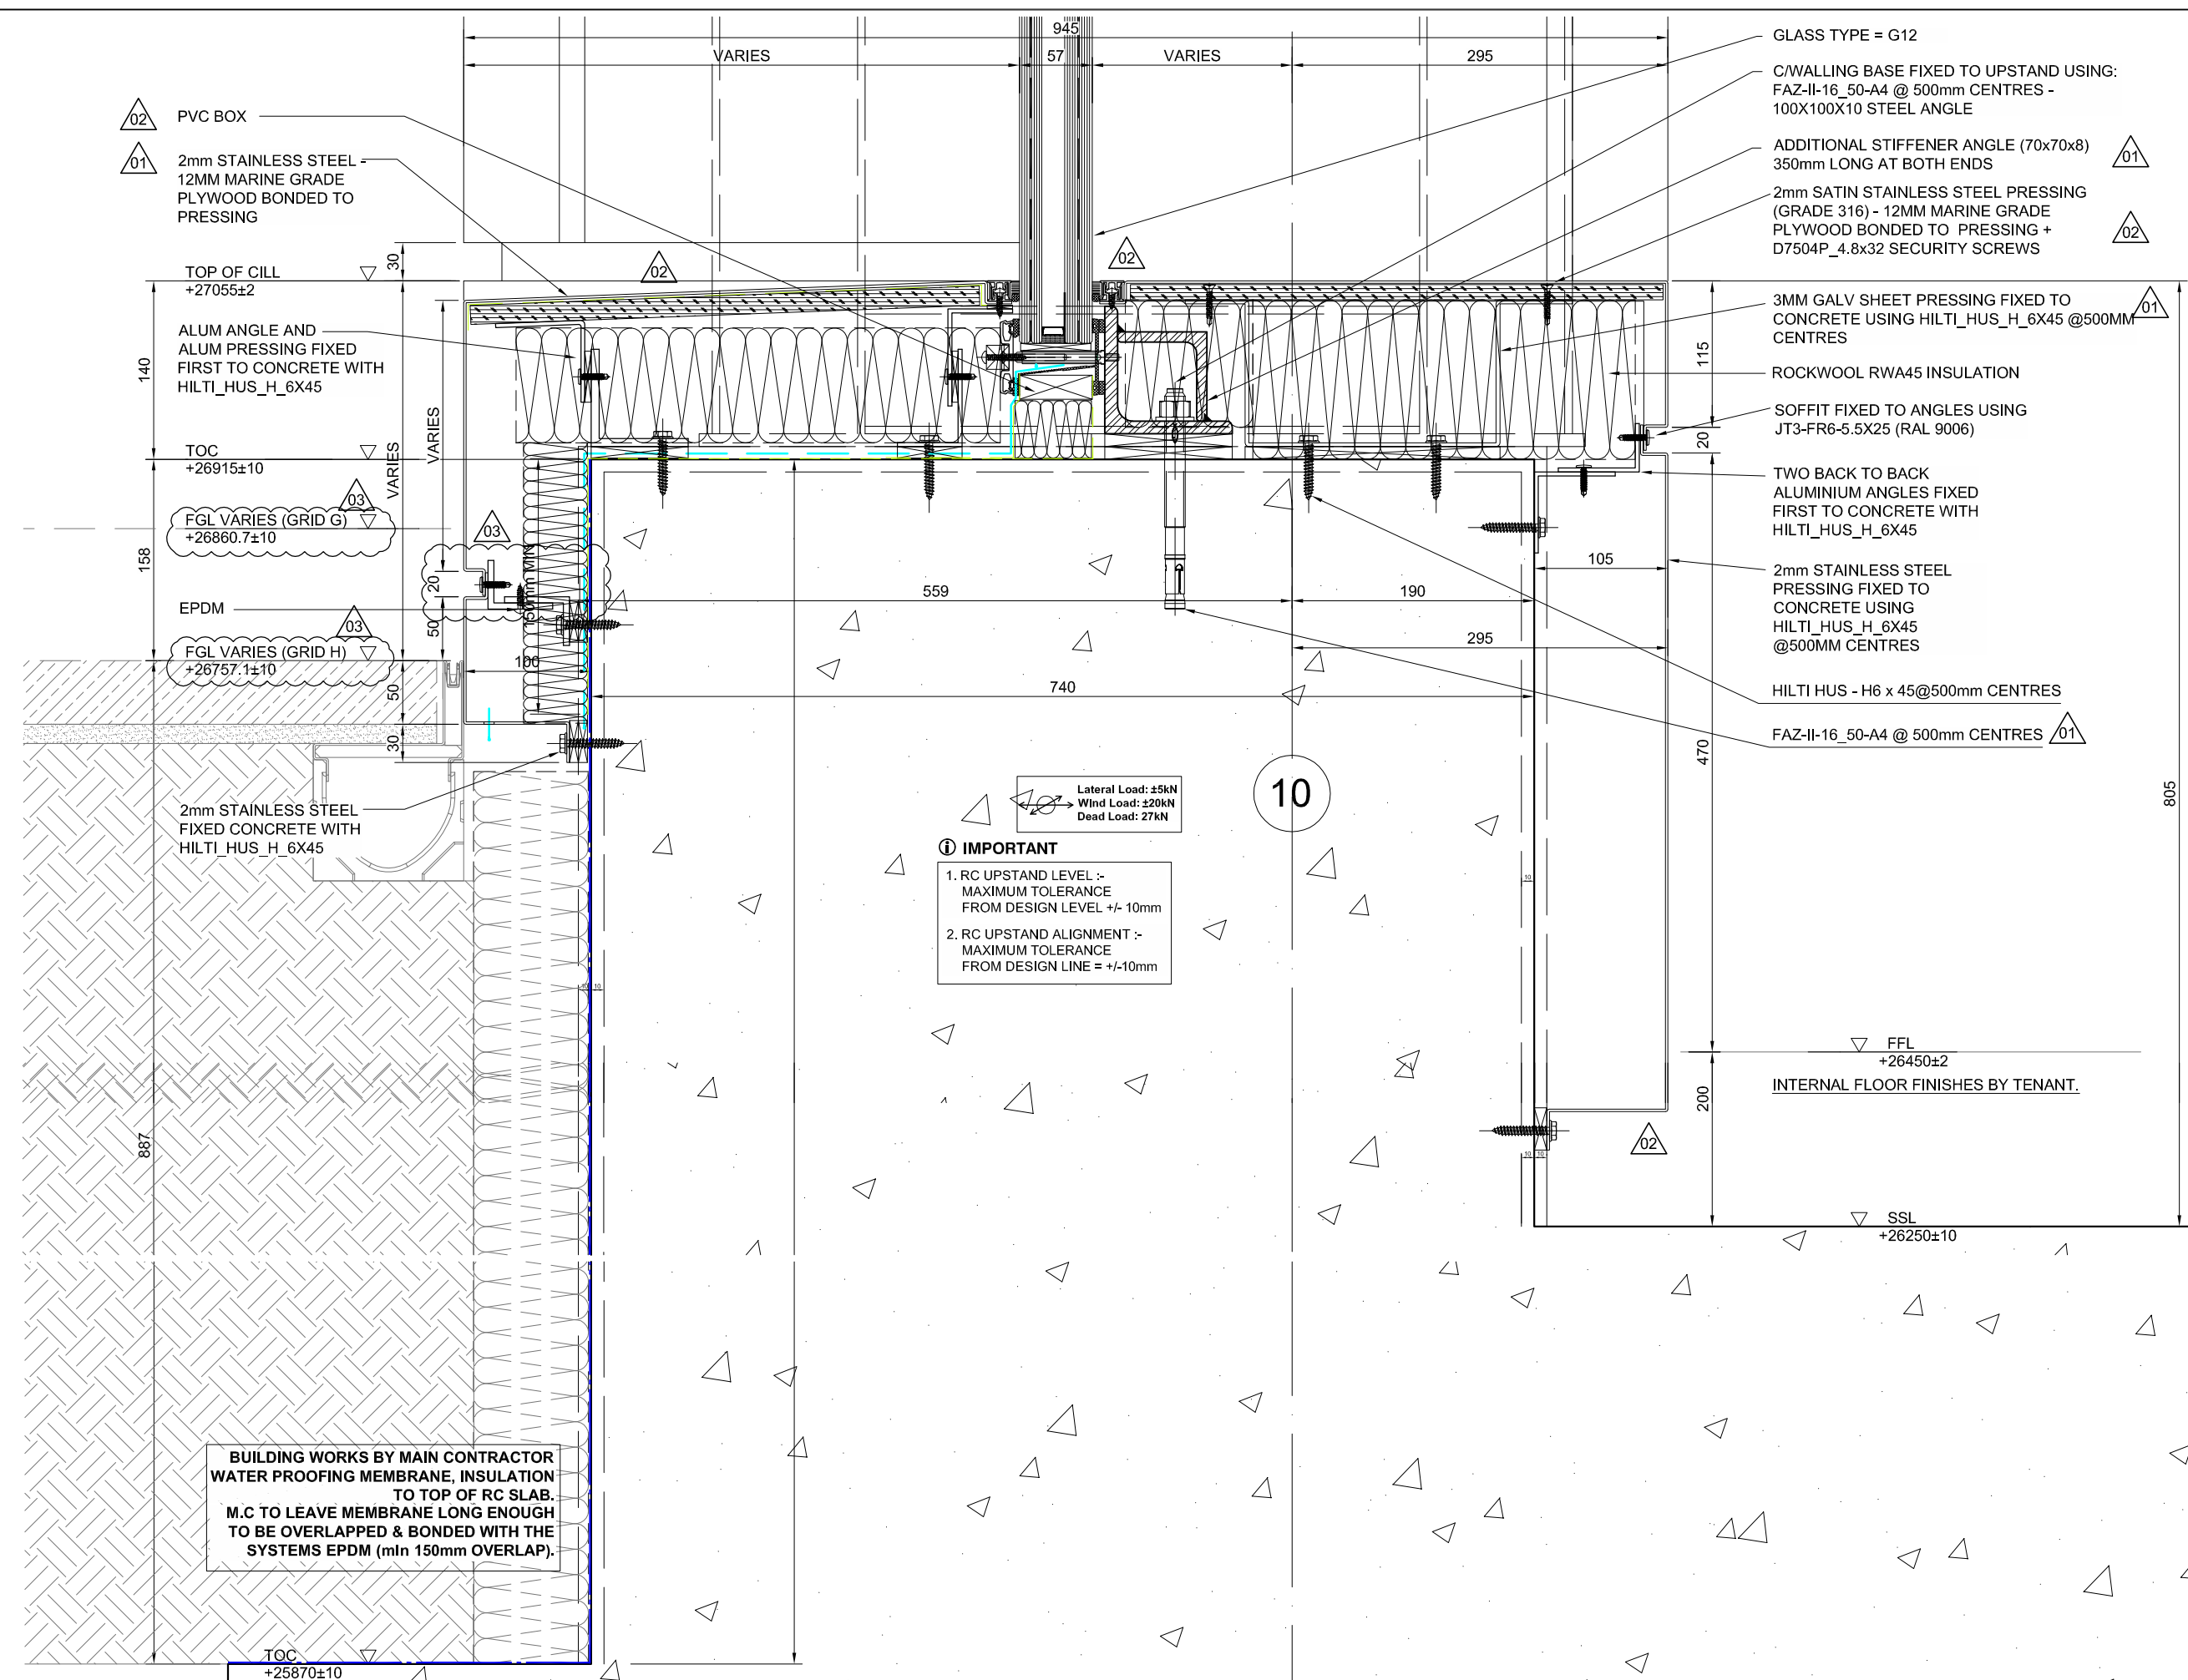 945
VARIES
57
VARIES
295
02
PVC BOX
01
2mm STAINLESS STEEL -
12MM MARINE GRADE
PLYWOOD BONDED TO
PRESSING
30
TOP OF CILL
+27055±2
02
02
ALUM ANGLE AND
ALUM PRESSING FIXED
FIRST TO CONCRETE WITH
HILTI_HUS_H_6X45
140
VARIES
VARIES
TOC
+26915±10
03
FGL VARIES (GRID G)
+26860.7±10
03
158
20
50
150mm MIN
EPDM
03
FGL VARIES (GRID H)
+26757.1±10
100
50
30
2mm STAINLESS STEEL
FIXED CONCRETE WITH
HILTI_HUS_H_6X45
887
559
190
105
295
740
GLASS TYPE = G12
C/WALLING BASE FIXED TO UPSTAND USING:
FAZ-II-16_50-A4 @ 500mm CENTRES -
100X100X10 STEEL ANGLE
ADDITIONAL STIFFENER ANGLE (70x70x8)
350mm LONG AT BOTH ENDS
01
2mm SATIN STAINLESS STEEL PRESSING
(GRADE 316) - 12MM MARINE GRADE
PLYWOOD BONDED TO PRESSING +
D7504P_4.8x32 SECURITY SCREWS
02
3MM GALV SHEET PRESSING FIXED TO
CONCRETE USING HILTI_HUS_H_6X45 @500MM
CENTRES
01
115
ROCKWOOL RWA45 INSULATION
SOFFIT FIXED TO ANGLES USING
JT3-FR6-5.5X25 (RAL 9006)
20
TWO BACK TO BACK
ALUMINIUM ANGLES FIXED
FIRST TO CONCRETE WITH
HILTI_HUS_H_6X45
2mm STAINLESS STEEL
PRESSING FIXED TO
CONCRETE USING
HILTI_HUS_H_6X45
@500MM CENTRES
HILTI HUS - H6 x 45@500mm CENTRES
FAZ-II-16_50-A4 @ 500mm CENTRES
01
470
805
Lateral Load: ±5kN
Wind Load: ±20kN
Dead Load: 27kN
10
i IMPORTANT
1. RC UPSTAND LEVEL :-
MAXIMUM TOLERANCE
FROM DESIGN LEVEL +/- 10mm
2. RC UPSTAND ALIGNMENT :-
MAXIMUM TOLERANCE
FROM DESIGN LINE = +/-10mm
10
10 10
FFL
+26450±2
INTERNAL FLOOR FINISHES BY TENANT.
200
02
10 10
SSL
+26250±10
BUILDING WORKS BY MAIN CONTRACTOR
WATER PROOFING MEMBRANE, INSULATION
TO TOP OF RC SLAB.
M.C TO LEAVE MEMBRANE LONG ENOUGH
TO BE OVERLAPPED & BONDED WITH THE
SYSTEMS EPDM (min 150mm OVERLAP).
TOC
+25870±10